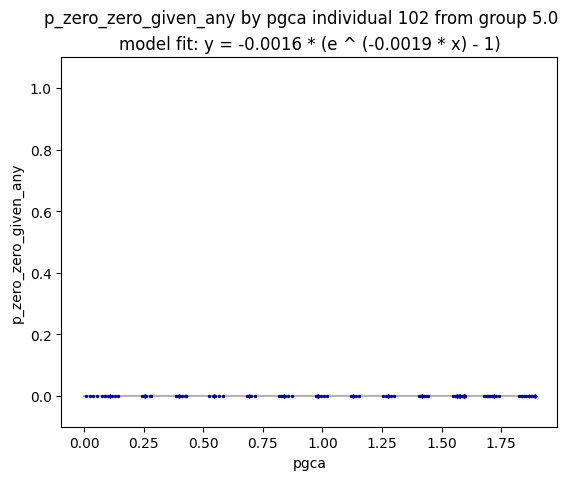 p_zero_zero_given_any by pgca individual 102 from group 5.0
model fit: y = -0.0016 * (e ^ (-0.0019 * x) - 1)
1.0
0.8
0.6
0.4
0.2
0.0
p_zero_zero_given_any
0.00 0.25 0.50 0.75 1.00 1.25 1.50 1.75
pgca